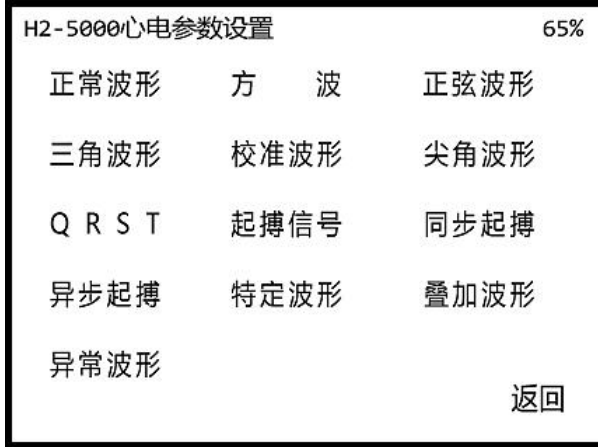 H2-5000心电参数设置 65%
正常波形 方 波 正弦波形
三角波形 校准波形 尖角波形
Q R S T 起搏信号 同步起搏
异步起搏 特定波形 叠加波形
异常波形
返回